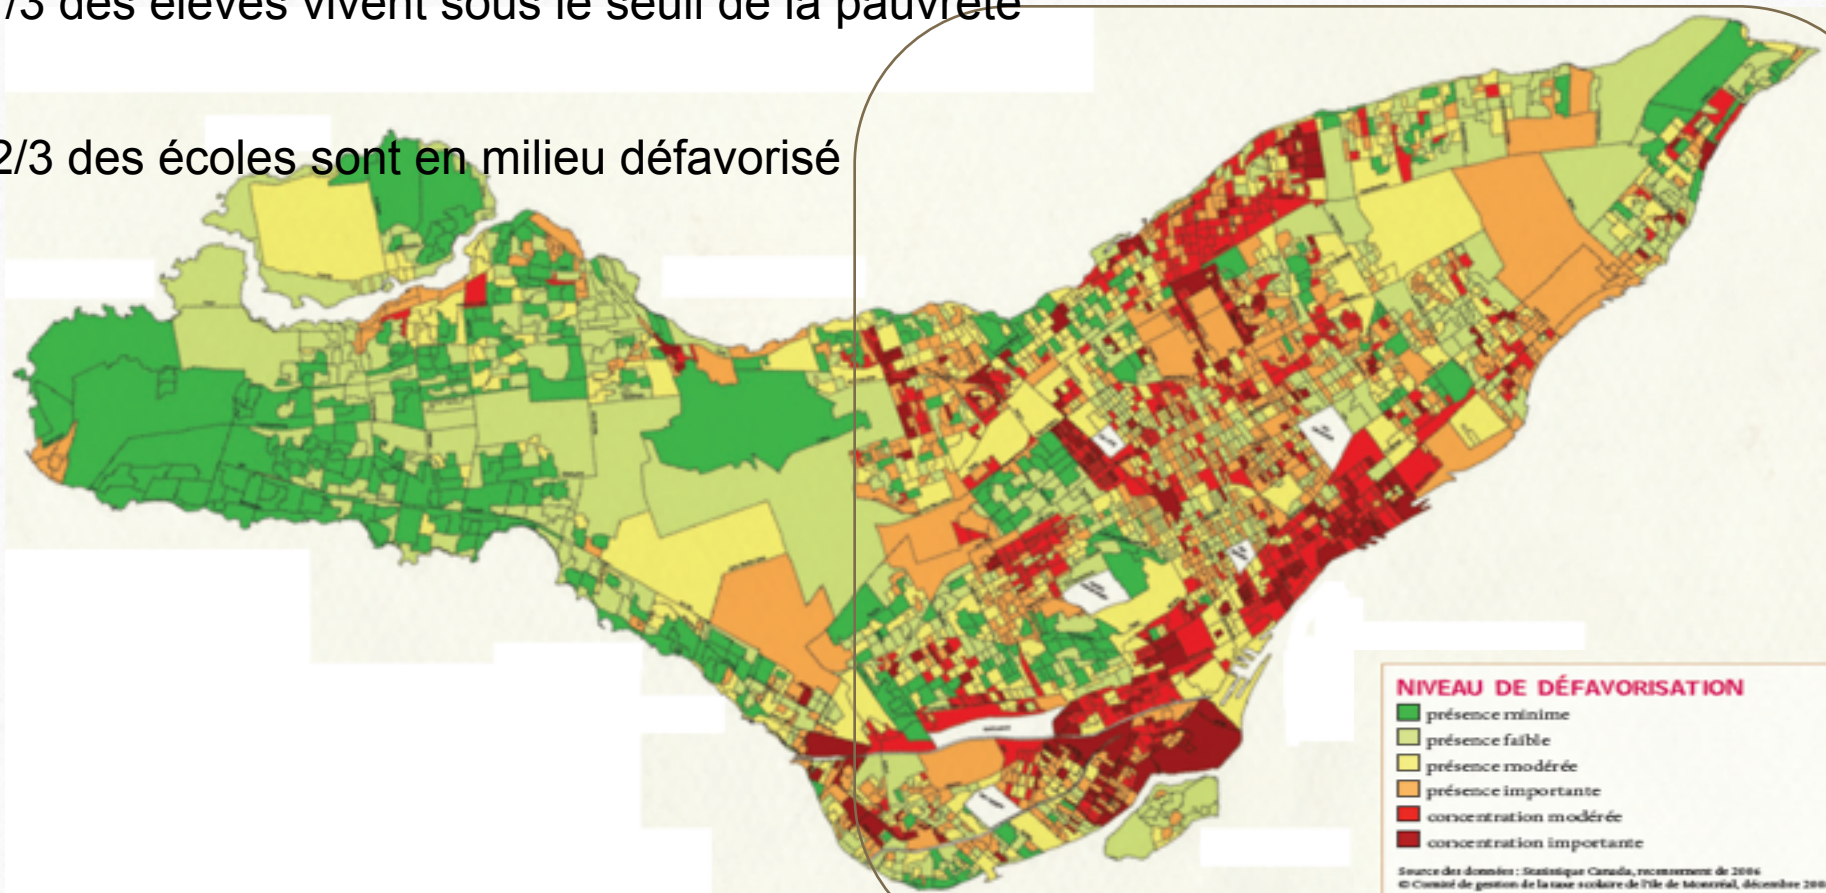 /3 des élèves vivent sous le seuil de la pauvreté
2/3 des écoles sont en milieu défavorisé
NIVEAU DE DÉFAVORISATION
présence minime
présence faible
présence modérée
présence importante
concentration modérée
concentration importante
Source des données : Statistique Canada, recensement de 2006
© Comité de gestion de la taxe scolaire de l'île de Montréal, décembre 200